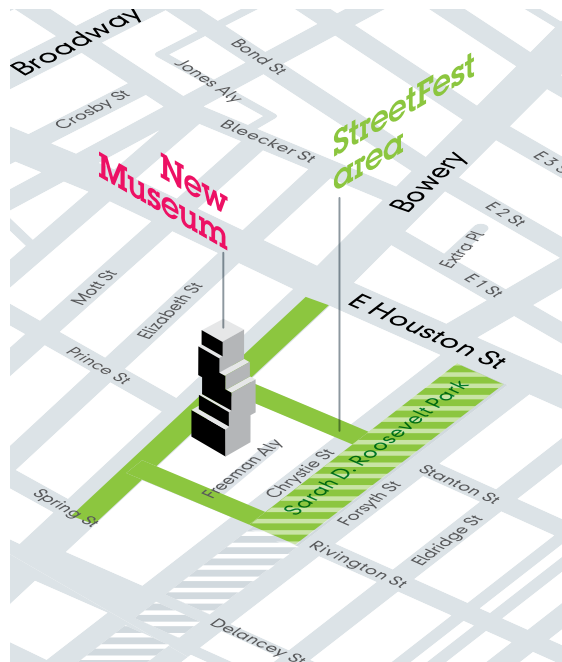 Broadway
Bond St
Jones Aly
Crosby St
Bleecker St
StreetFest
area
New
Museum
Bowery
E 3 S
E 2 St
Extra Pl
E 1 St
Mott St
Elizabeth St
E Houston St
Prince St
Sarah D. Roosevelt Park
Freeman Aly
Chrystie St
Stanton St
Forsyth St
Spring St
Eldridge St
Rivington St
Delancey St